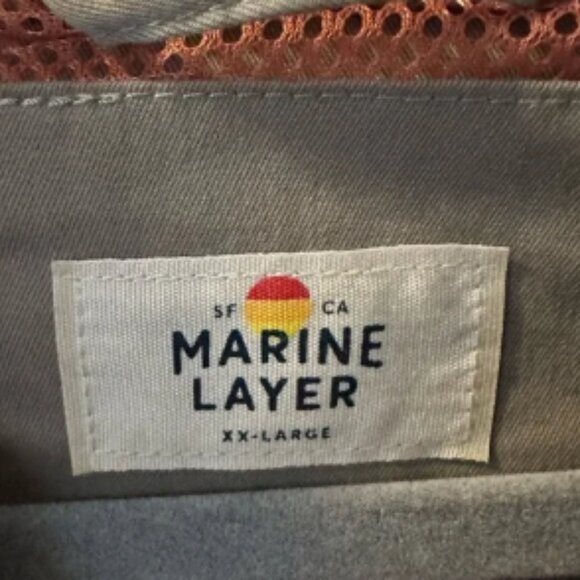 SF CA
MARINE
LAYER
XX-LARGE